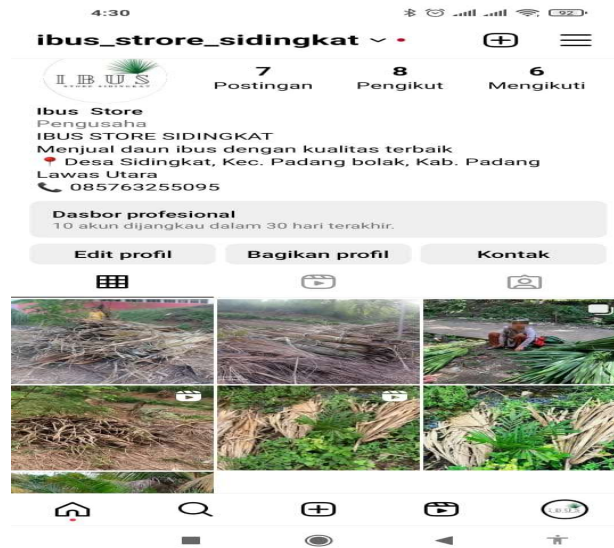 4:30
92
ibus_strore_sidingkat
IBUS
STORE SIDINGKAT
7 8 6
Postingan Pengikut Mengikuti
Ibus Store
Pengusaha
IBUS STORE SIDINGKAT
Menjual daun ibus dengan kualitas terbaik
Desa Sidingkat, Kec. Padang bolak, Kab. Padang
Lawas Utara
085763255095
Dasbor profesional
10 akun dijangkau dalam 30 hari terakhir.
Edit profil Bagikan profil Kontak
IBUS